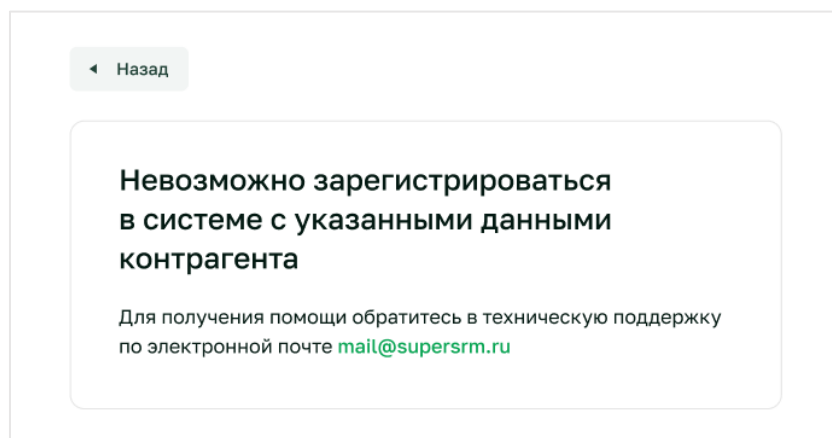 Назад
Невозможно зарегистрироваться
в системе с указанными данными
контрагента
Для получения помощи обратитесь в техническую поддержку
по электронной почте mail@supersrm.ru